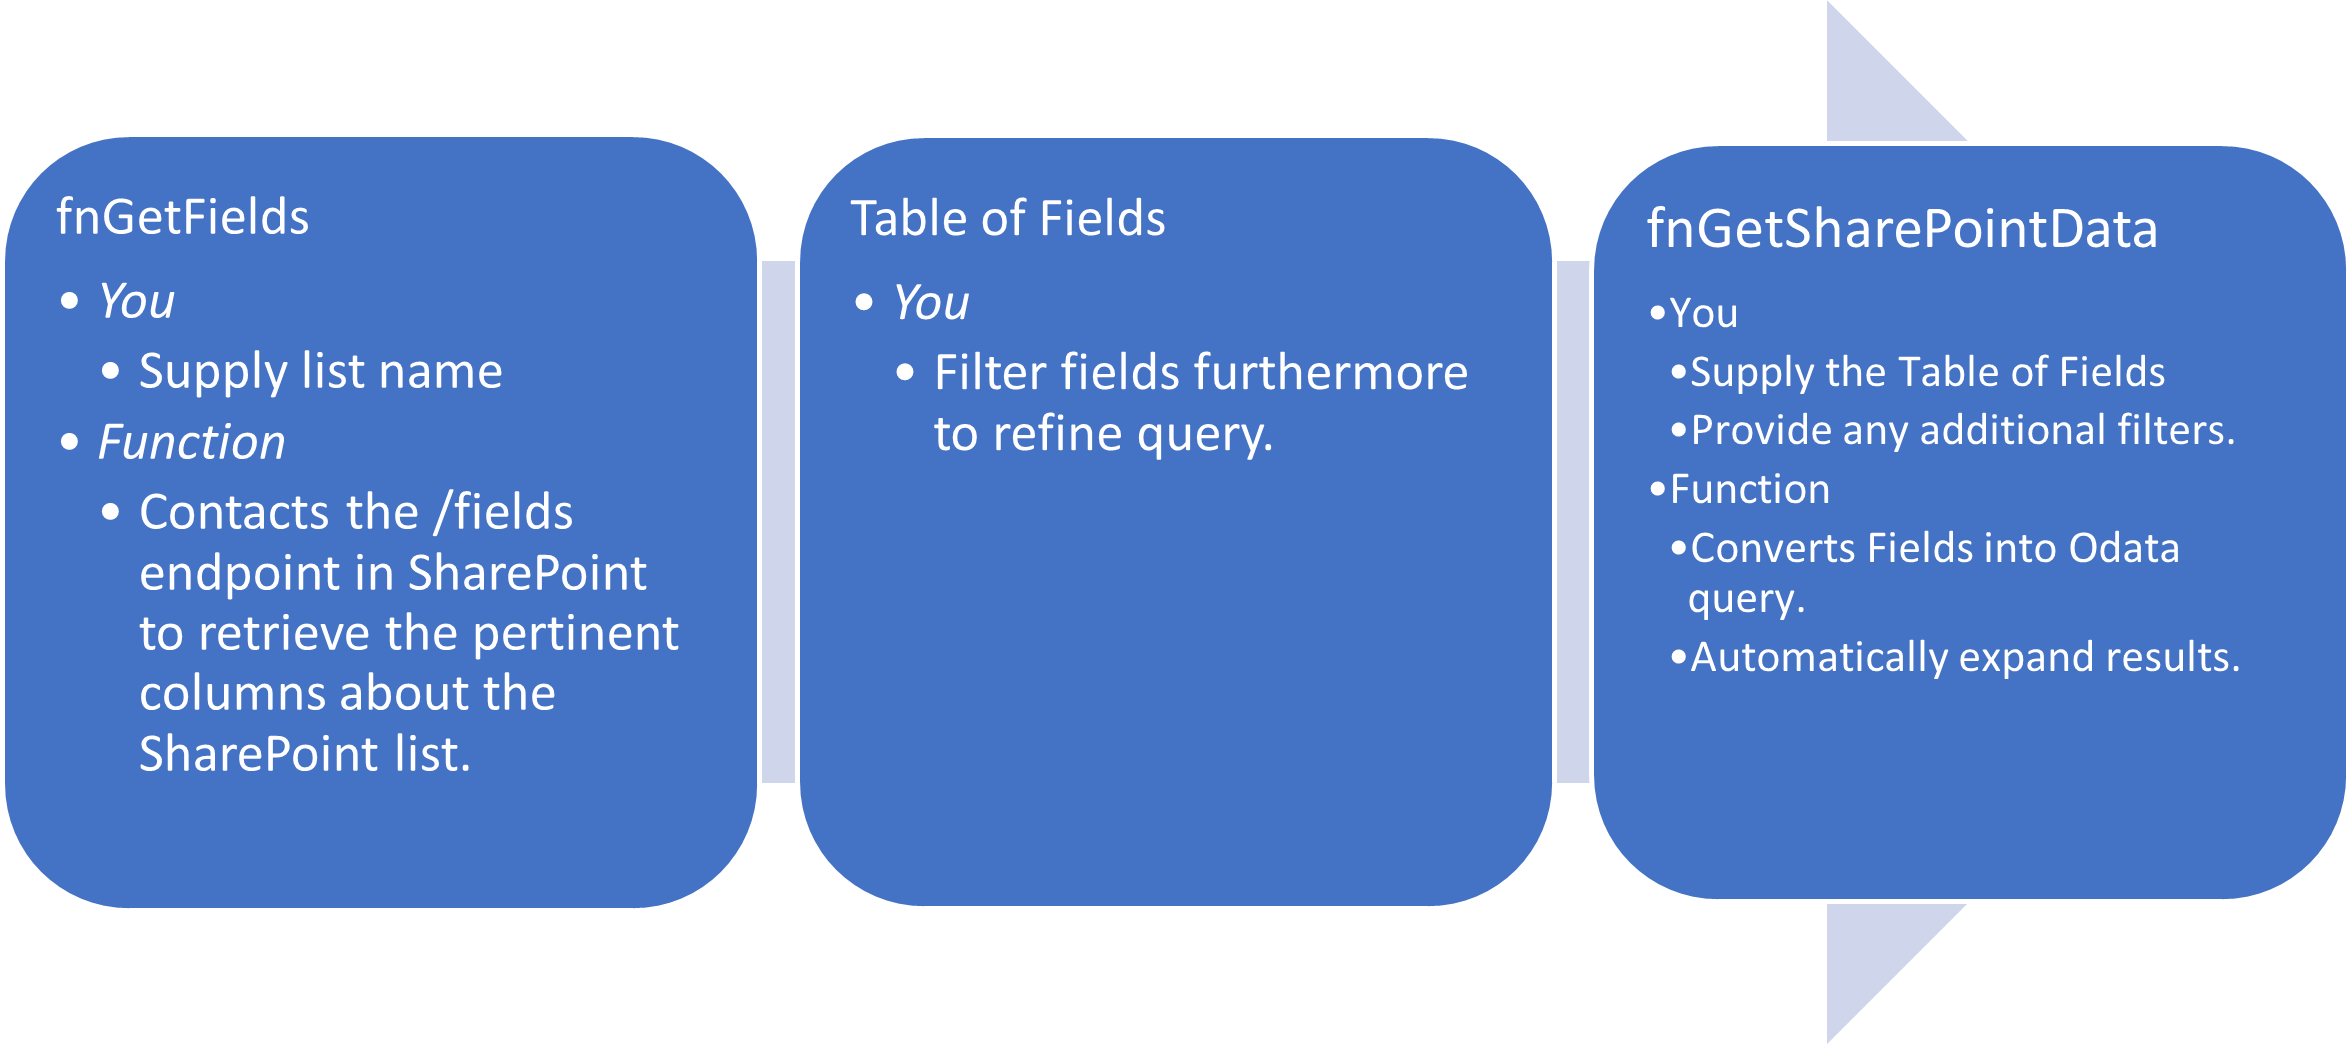 fnGetFields
• You
• Supply list name
• Function
• Contacts the /fields
endpoint in SharePoint
to retrieve the pertinent
columns about the
SharePoint list.
Table of Fields
• You
• Filter fields furthermore
to refine query.
fnGetSharePointData
•You
•Supply the Table of Fields
•Provide any additional filters.
•Function
•Converts Fields into Odata
query.
•Automatically expand results.